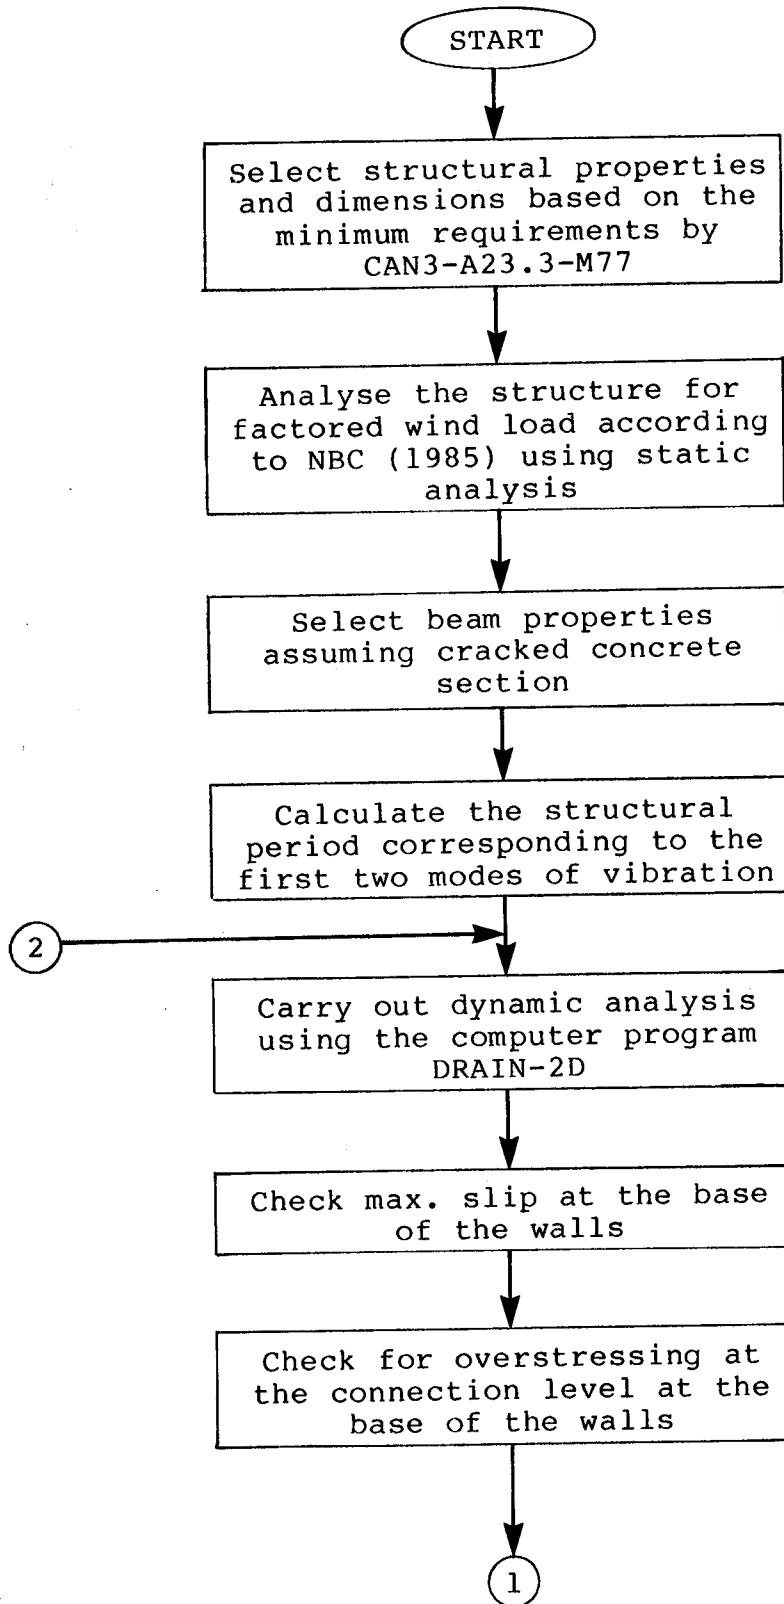 START
Select structural properties
and dimensions based on the
minimum requirements by
CAN3-A23.3-M77
Analyse the structure for
factored wind load according
to NBC (1985) using static
analysis
Select beam properties
assuming cracked concrete
section
Calculate the structural
period corresponding to the
first two modes of vibration
2
Carry out dynamic analysis
using the computer program
DRAIN-2D
Check max. slip at the base
of the walls
Check for overstressing at
the connection level at the
base of the walls
1